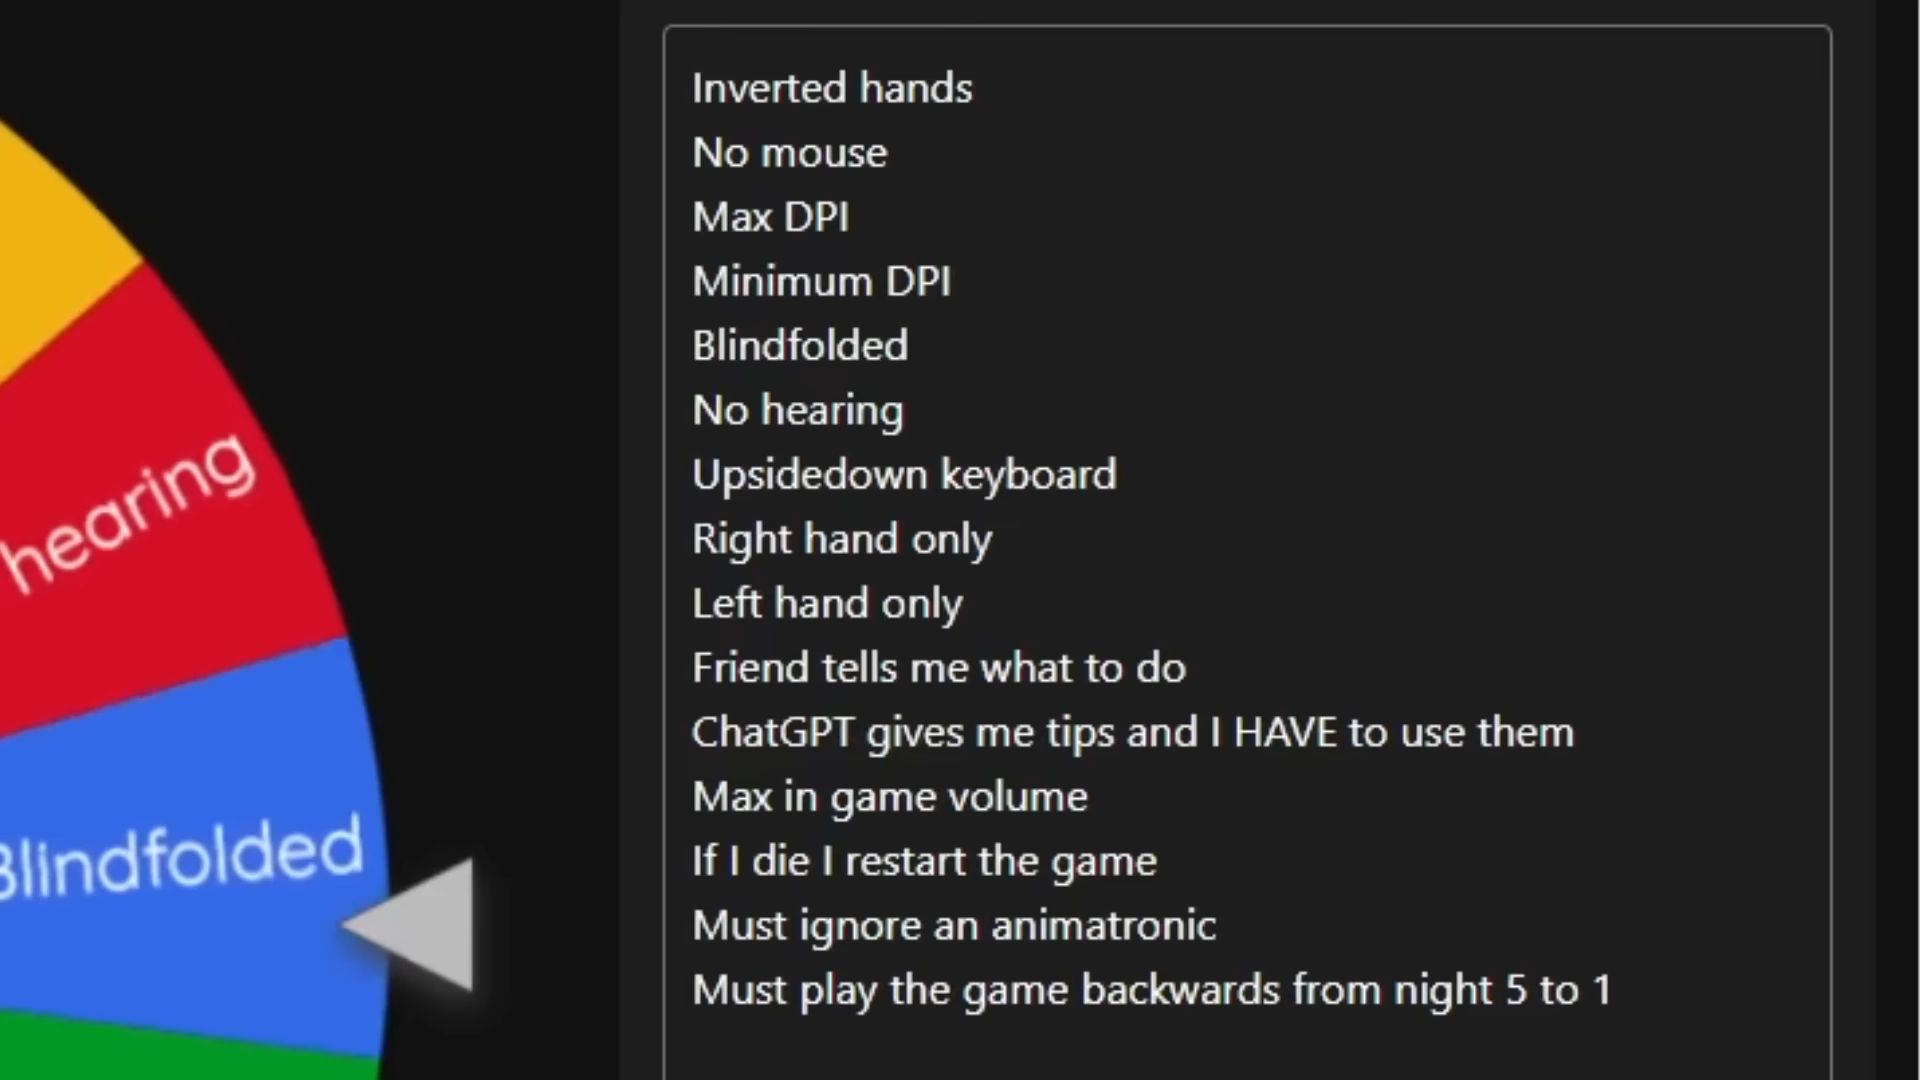 Inverted hands
No mouse
Max DPI
Minimum DPI
Blindfolded
No hearing
Upsidedown keyboard
Right hand only
Left hand only
Friend tells me what to do
ChatGPT gives me tips and I HAVE to use them
Max in game volume
If I die I restart the game
Must ignore an animatronic
Must play the game backwards from night 5 to 1
hearing
Blindfolded